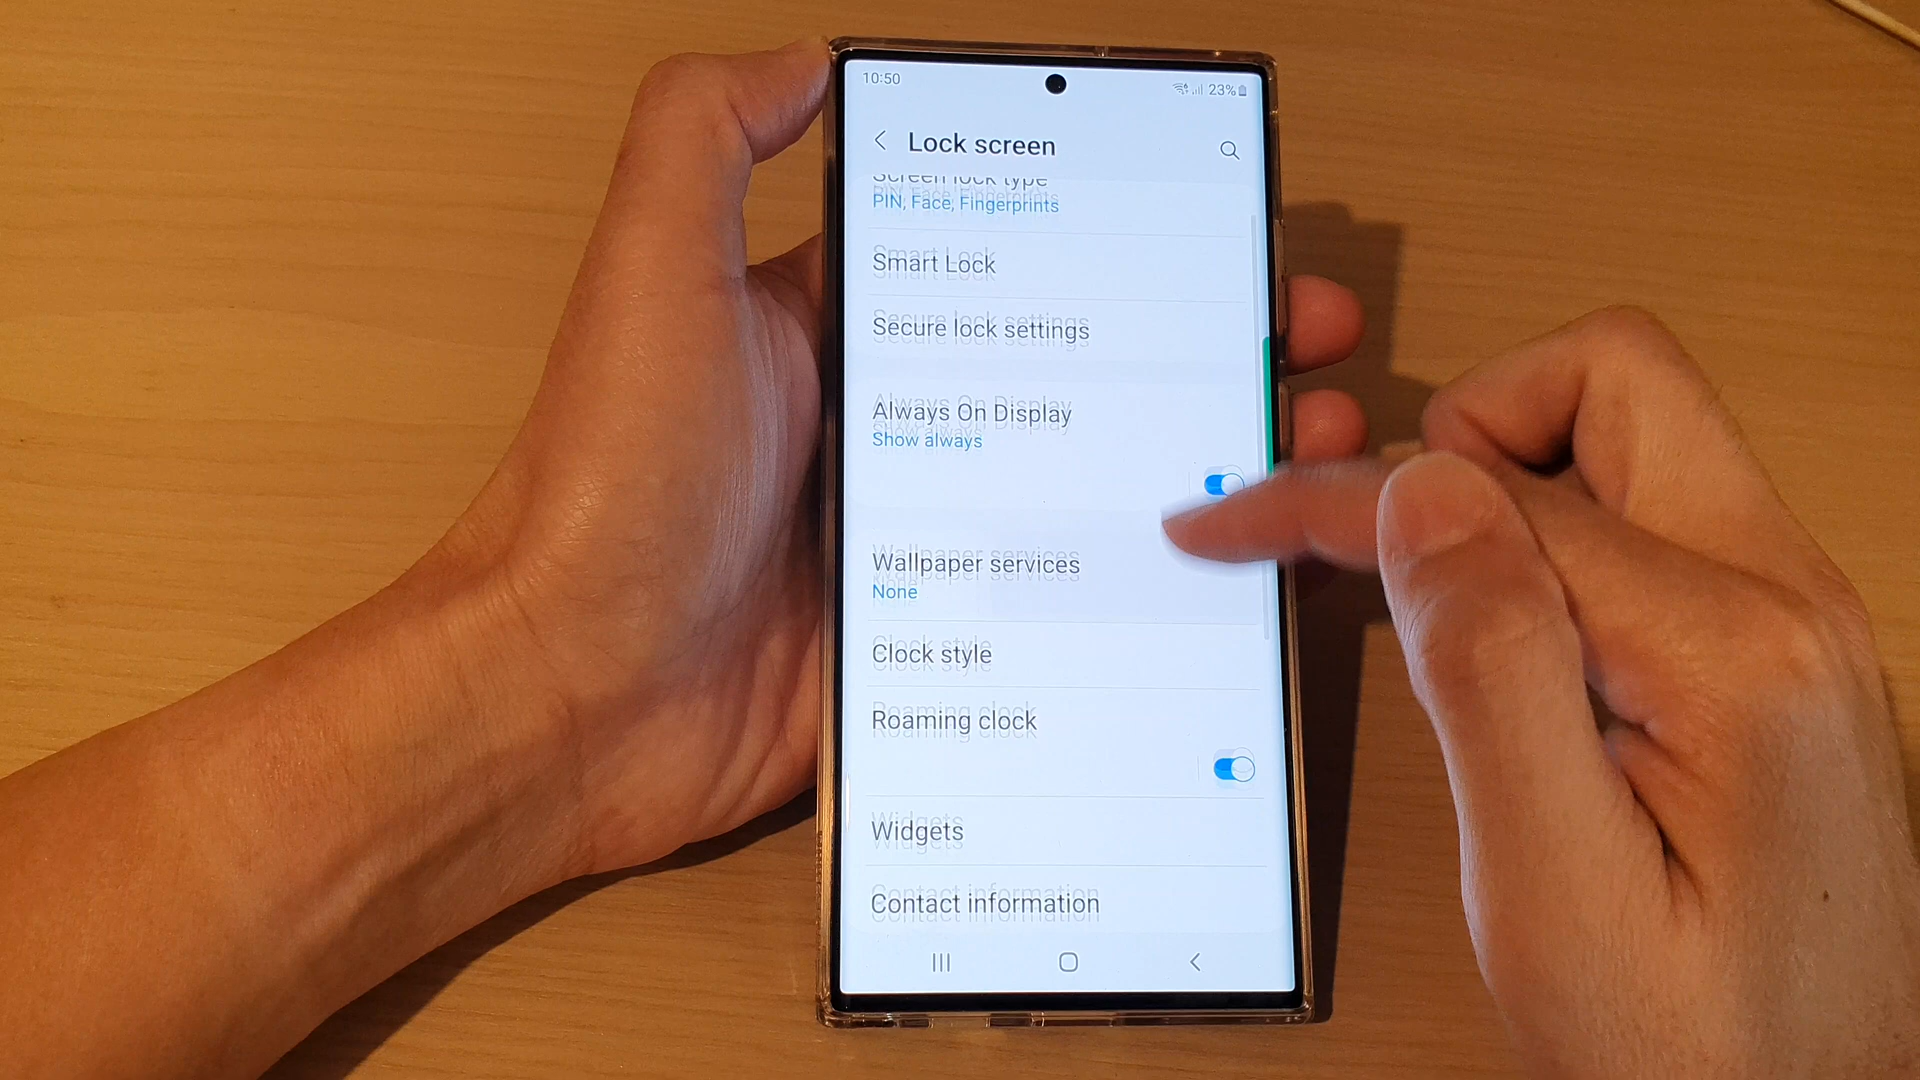 10:50
23%
Lock screen
Screen lock type
PIN, Face, Fingerprints
Smart Lock
Secure lock settings
Always On Display
Show always
Wallpaper services
None
Clock style
Roaming clock
Widgets
Contact information